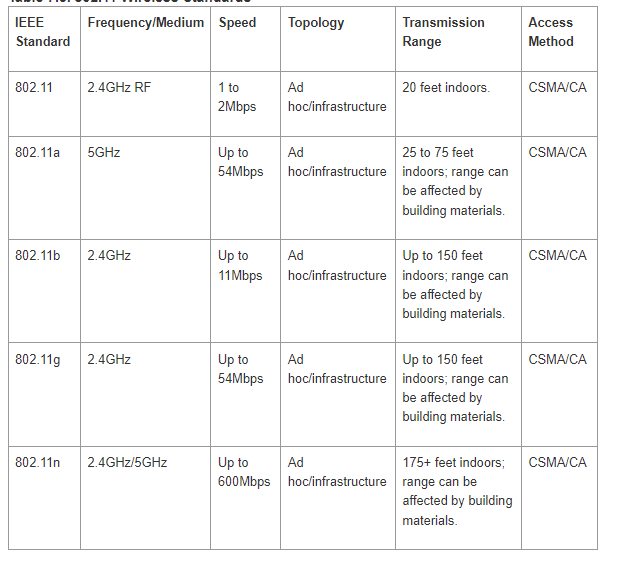 IEEE Standard Frequency/Medium Speed Topology Transmission Range Access Method
802.11 2.4GHz RF 1 to 2Mbps Ad hoc/infrastructure 20 feet indoors. CSMA/CA
802.11a 5GHz Up to 54Mbps Ad hoc/infrastructure 25 to 75 feet indoors; range can be affected by building materials. CSMA/CA
802.11b 2.4GHz Up to 11Mbps Ad hoc/infrastructure Up to 150 feet indoors; range can be affected by building materials. CSMA/CA
802.11g 2.4GHz Up to 54Mbps Ad hoc/infrastructure Up to 150 feet indoors; range can be affected by building materials. CSMA/CA
802.11n 2.4GHz/5GHz Up to 600Mbps Ad hoc/infrastructure 175+ feet indoors; range can be affected by building materials. CSMA/CA